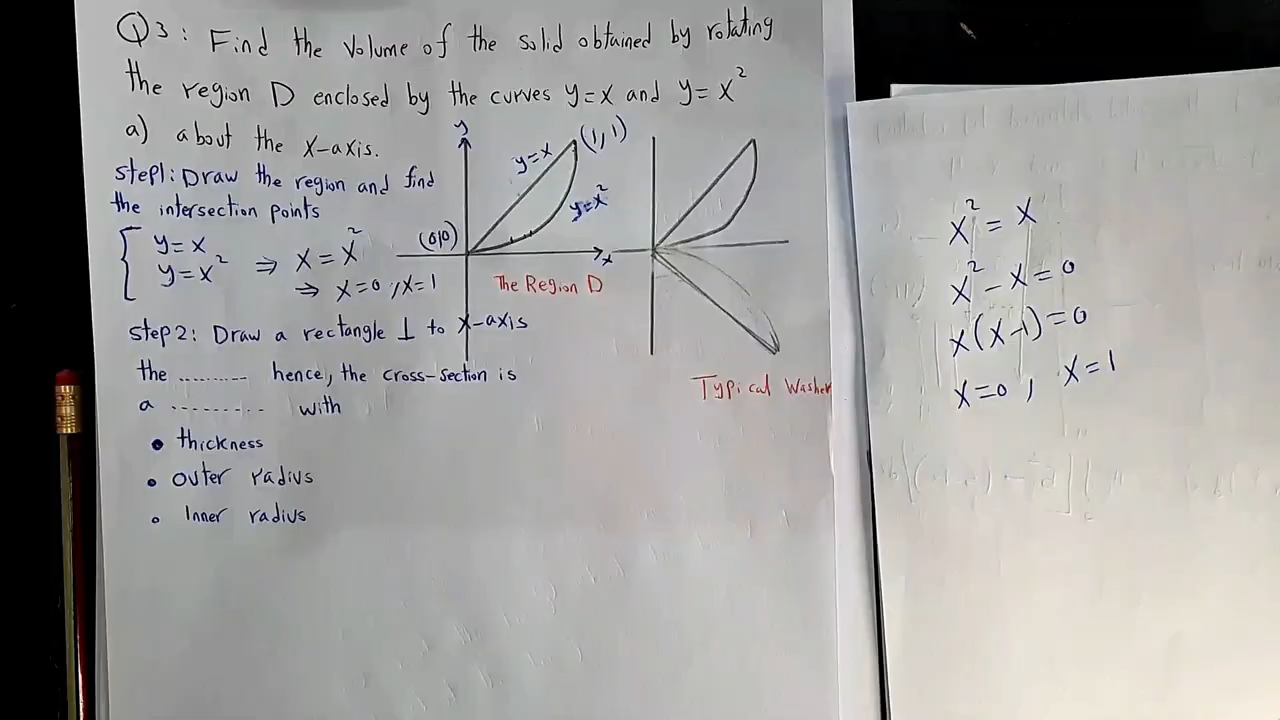 Q3: Find the volume of the solid obtained by rotating
the region D enclosed by the curves y=x and y=x²
a) about the x-axis.
step1: Draw the region and find
the intersection points
y=x
y=x² ⇒ x=x²
⇒ x=0, x=1
y
(1,1)
y=x
y=x²
(0,0)
x
The Region D
Typical Washer
step2: Draw a rectangle ⊥ to x-axis
the .......... hence, the cross-section is
a .......... with
• thickness
• outer radius
• Inner radius
x²=x
x²-x=0
x(x-1)=0
x=0, x=1